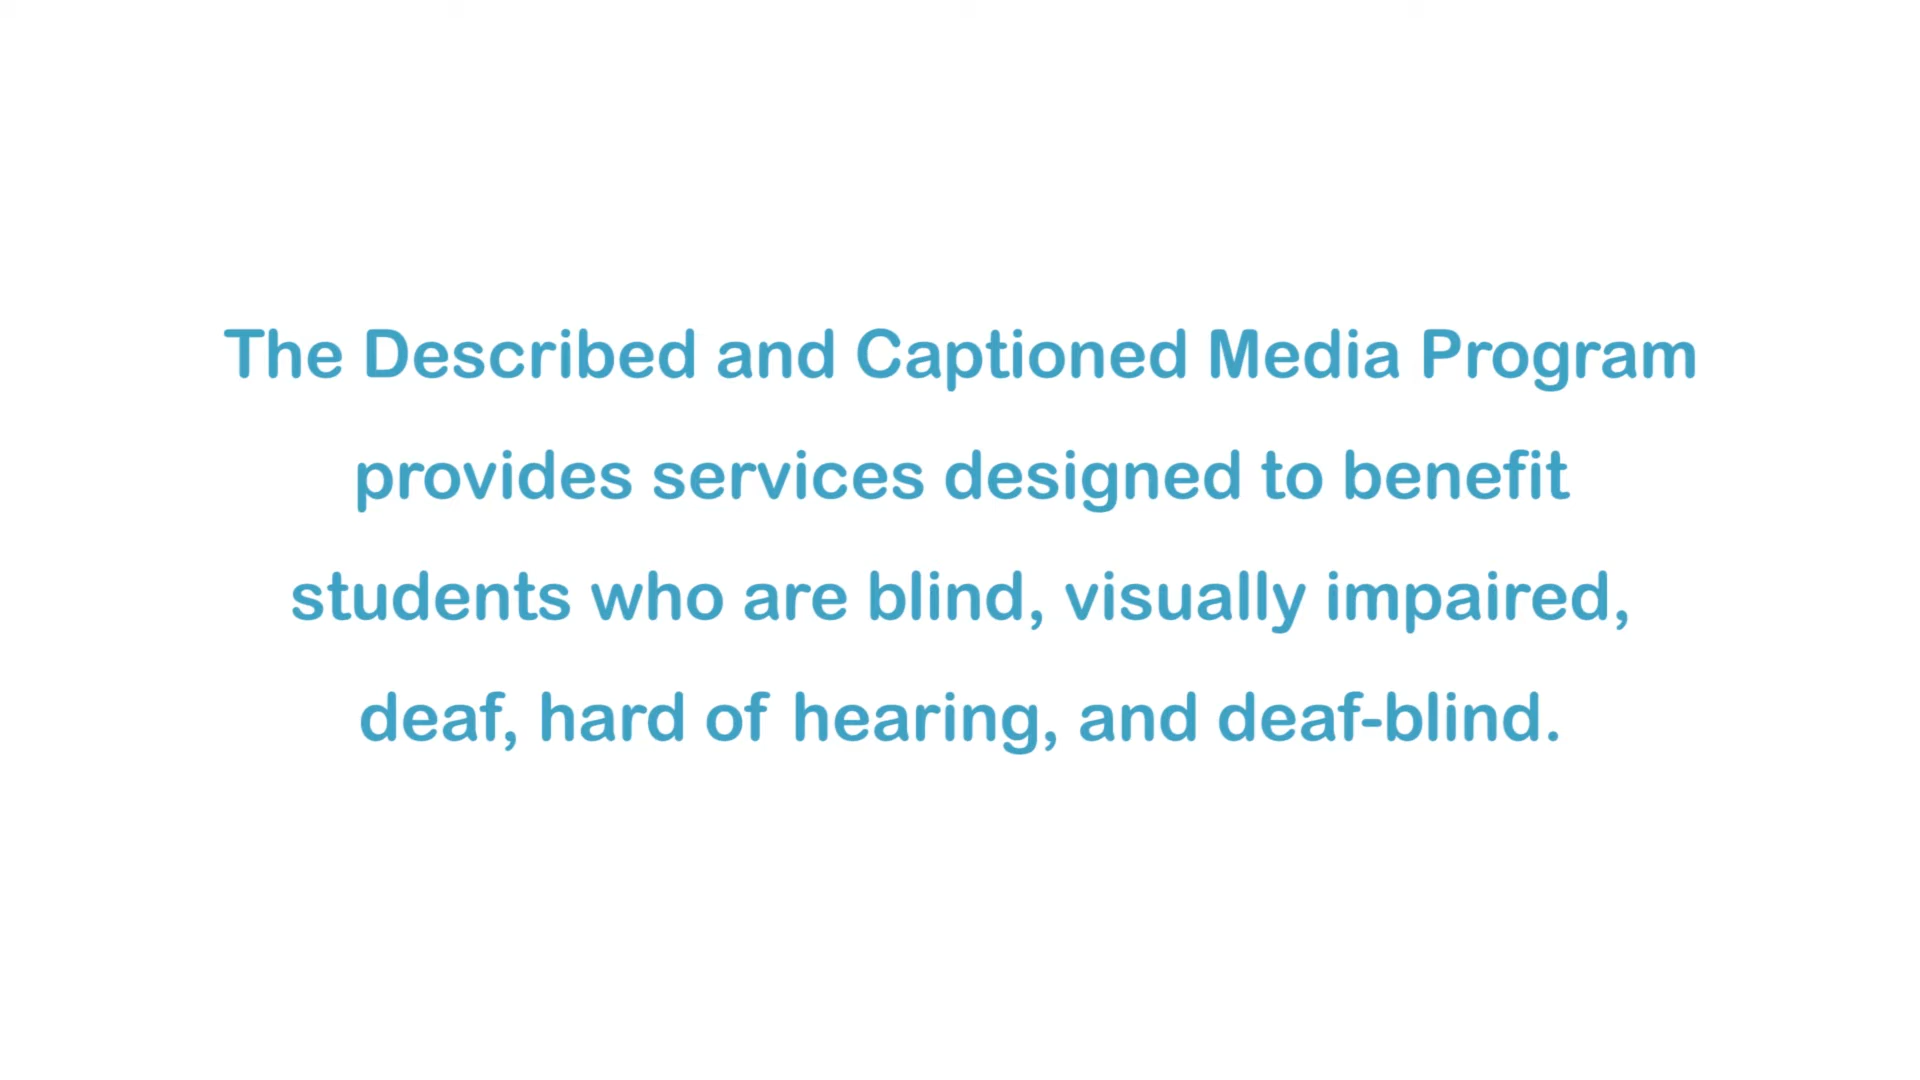 The Described and Captioned Media Program
provides services designed to benefit
students who are blind, visually impaired,
deaf, hard of hearing, and deaf-blind.